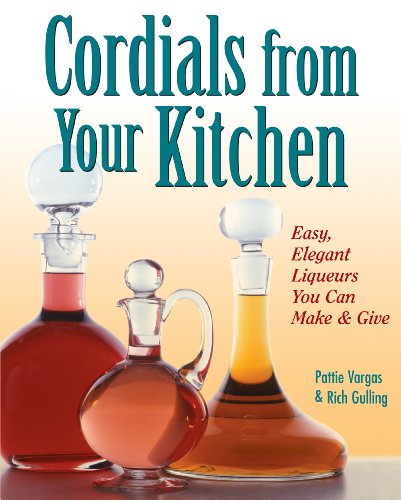 Cordials from
Your Kitchen
Easy,
Elegant
Liqueurs
You Can
Make & Give
Pattie Vargas
& Rich Gulling